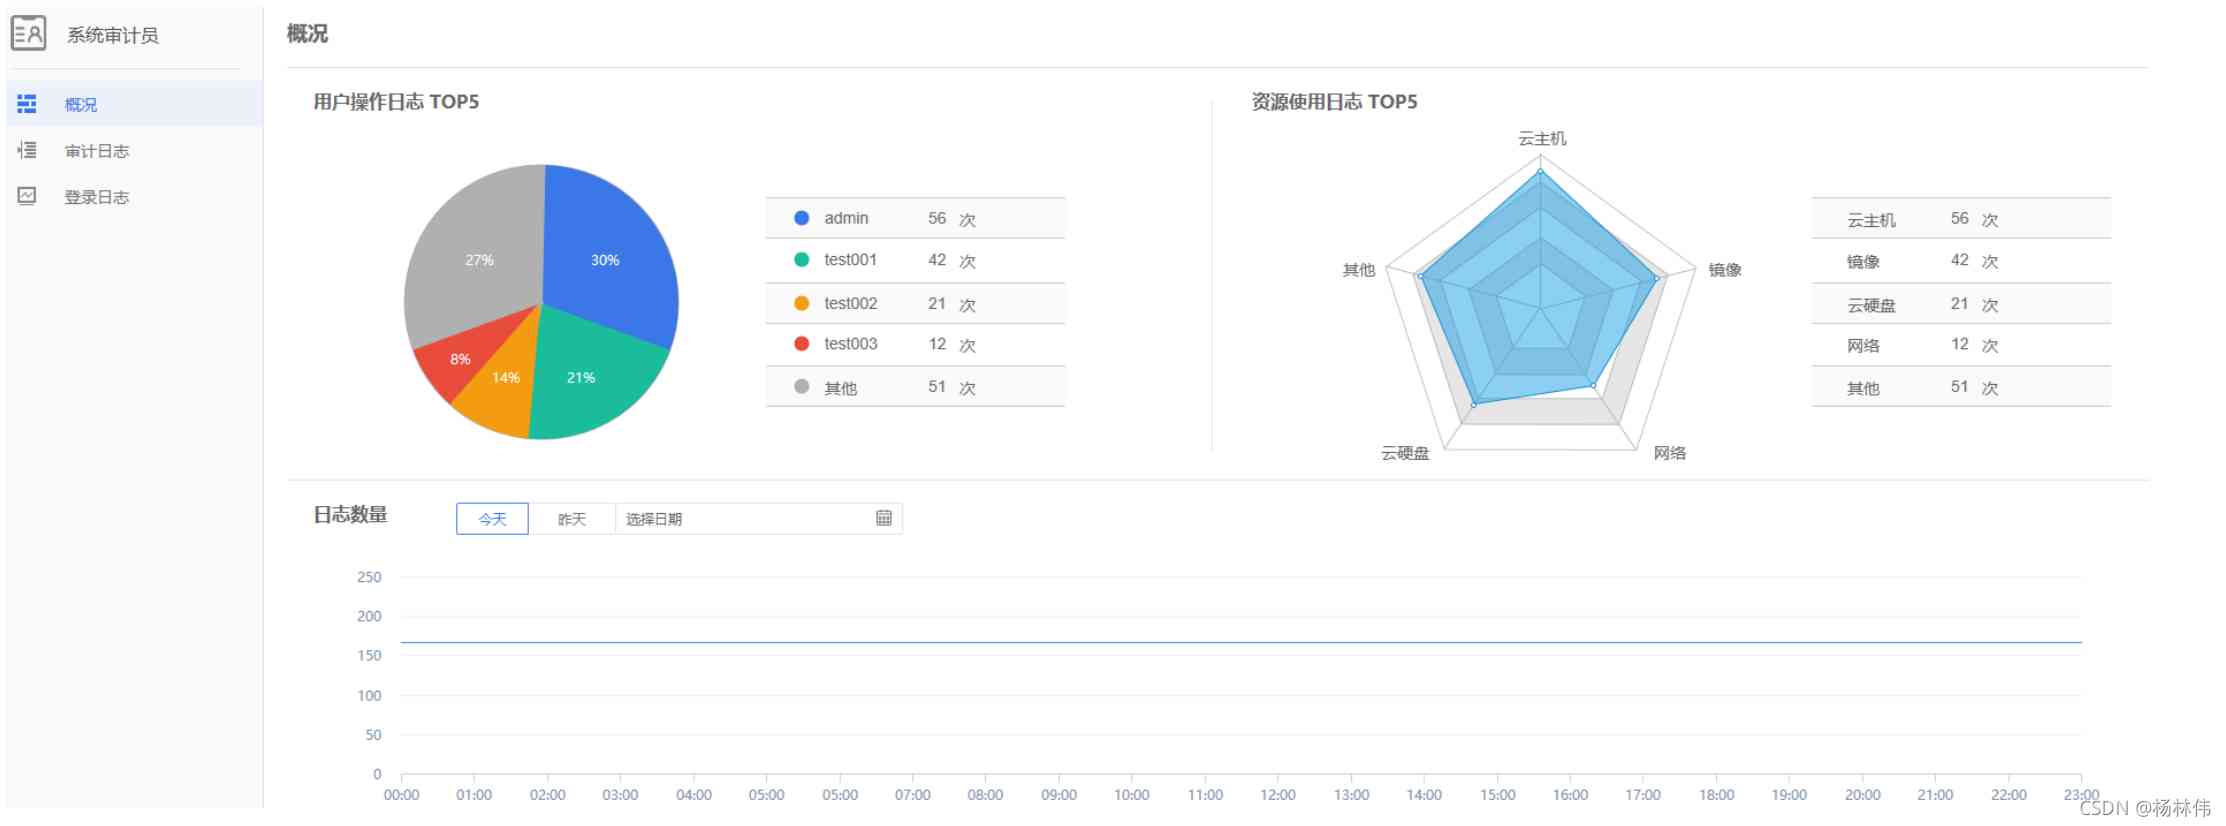 系统审计员
概况
审计日志
登录日志
概况
用户操作日志 TOP5
27%
30%
8%
14%
21%
admin 56 次
test001 42 次
test002 21 次
test003 12 次
其他 51 次
资源使用日志 TOP5
云主机
其他
镜像
云硬盘
网络
云主机 56 次
镜像 42 次
云硬盘 21 次
网络 12 次
其他 51 次
日志数量
今天 昨天 选择日期
250
200
150
100
50
0
00:00 01:00 02:00 03:00 04:00 05:00 05:00 07:00 08:00 09:00 10:00 11:00 12:00 13:00 14:00 15:00 16:00 17:00 18:00 19:00 20:00 21:00 22:00 23:00
CSDN @杨林伟